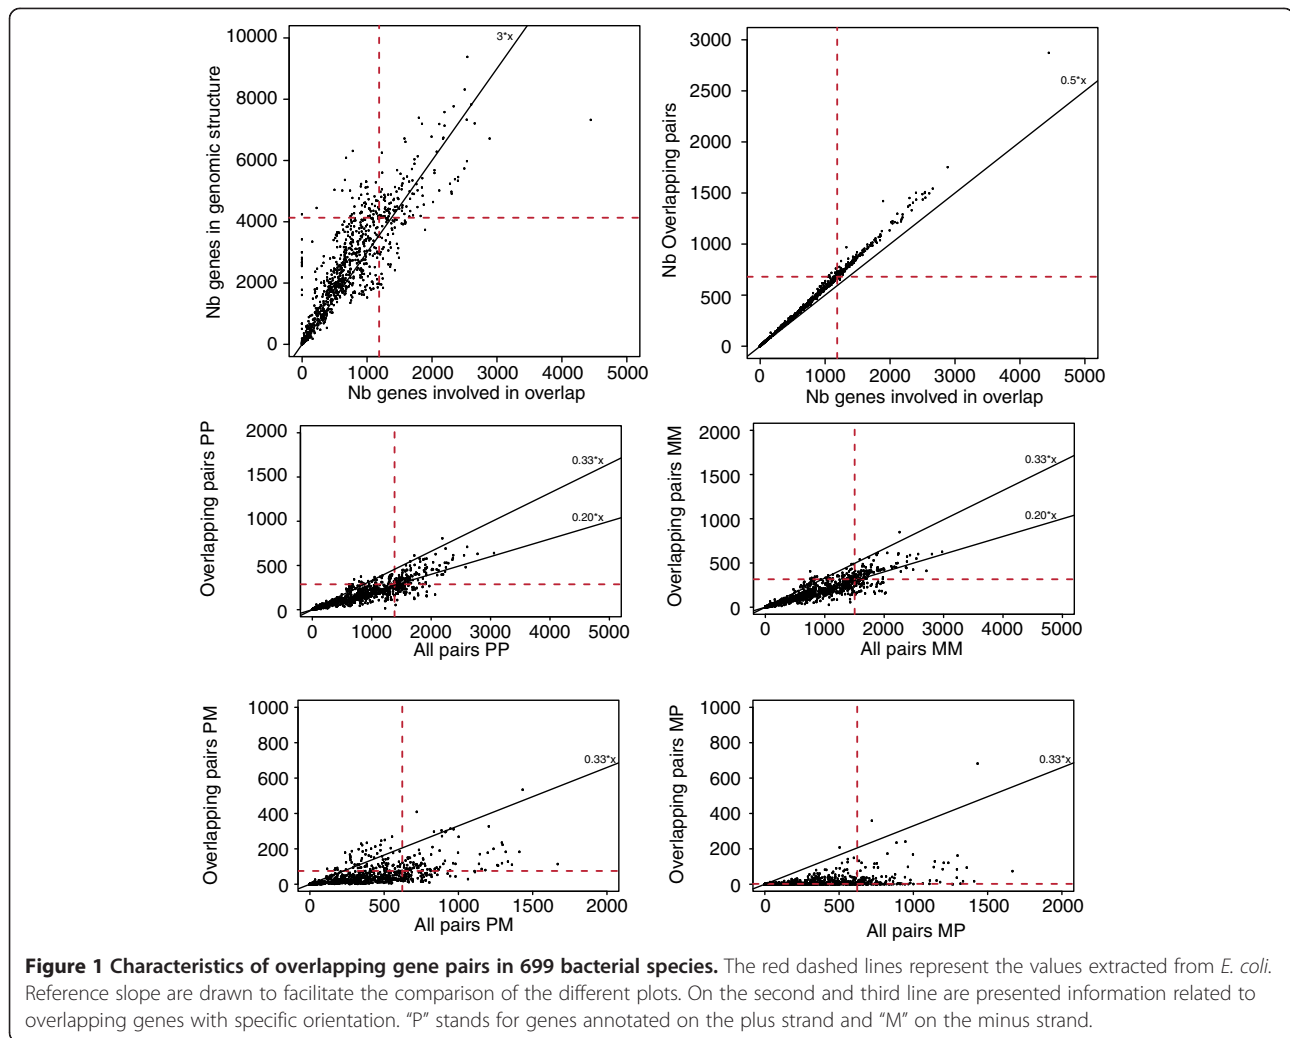 10000
8000
6000
4000
2000
0
Nb genes in genomic structure
3*x
0 1000 2000 3000 4000 5000
Nb genes involved in overlap
3000
2500
2000
1500
1000
500
0
Nb Overlapping pairs
0.5*x
0 1000 2000 3000 4000 5000
Nb genes involved in overlap
2000
1500
1000
500
0
Overlapping pairs PP
0.33*x
0.20*x
0 1000 2000 3000 4000 5000
All pairs PP
2000
1500
1000
500
0
Overlapping pairs MM
0.33*x
0.20*x
0 1000 2000 3000 4000 5000
All pairs MM
1000
800
600
400
200
0
Overlapping pairs PM
0.33*x
0 500 1000 1500 2000
All pairs PM
1000
800
600
400
200
0
Overlapping pairs MP
0.33*x
0 500 1000 1500 2000
All pairs MP
Figure 1 Characteristics of overlapping gene pairs in 699 bacterial species. The red dashed lines represent the values extracted from E. coli.
Reference slope are drawn to facilitate the comparison of the different plots. On the second and third line are presented information related to
overlapping genes with specific orientation. “P” stands for genes annotated on the plus strand and “M” on the minus strand.